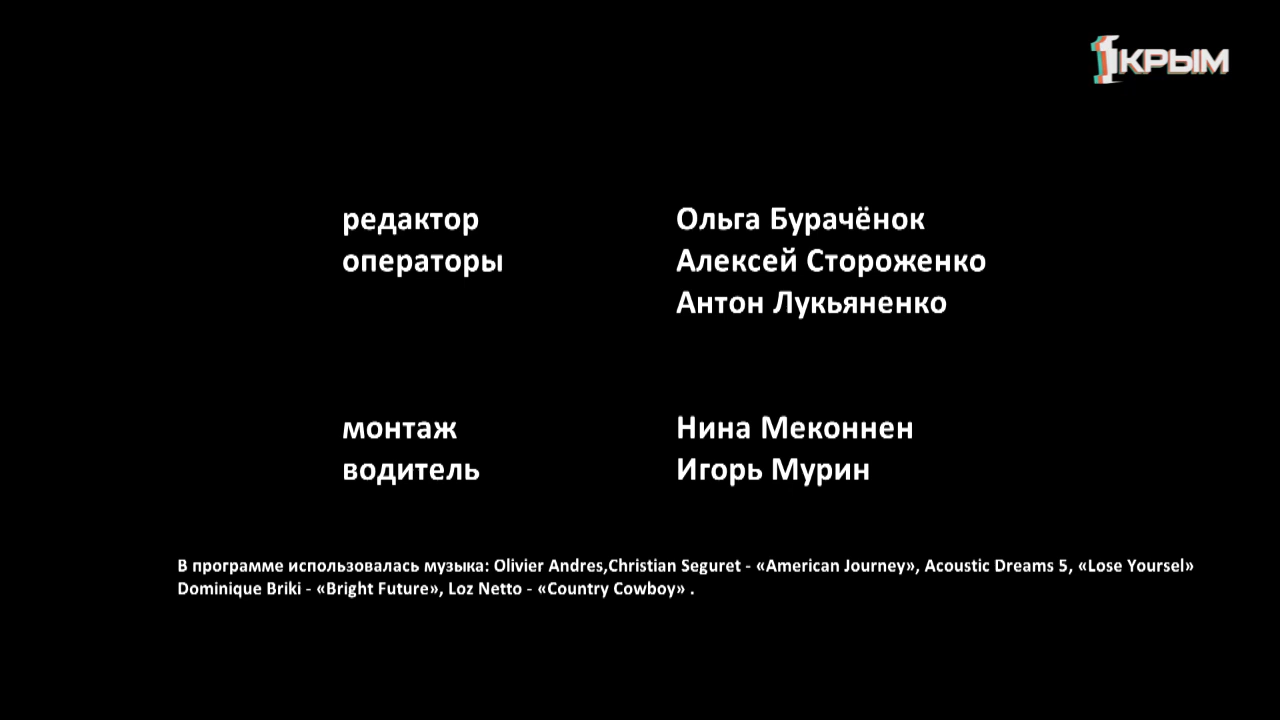 1КРЫМ
редактор Ольга Бурачёнок
операторы Алексей Стороженко
Антон Лукьяненко
монтаж Нина Меконнен
водитель Игорь Мурин
В программе использовалась музыка: Olivier Andres,Christian Seguret - «American Journey», Acoustic Dreams 5, «Lose Yoursel»
Dominique Briki - «Bright Future», Loz Netto - «Country Cowboy» .